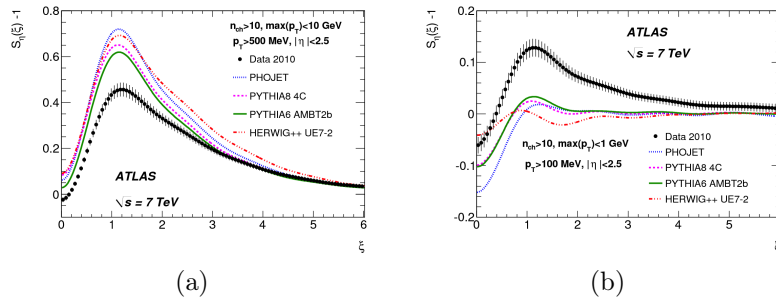 S_η(ξ) -1
0.8
0.6
0.4
0.2
0
n_ch>10, max(p_T)<10 GeV
p_T>500 MeV, |η|<2.5
Data 2010
PHOJET
PYTHIA8 4C
PYTHIA6 AMBT2b
HERWIG++ UE7-2
ATLAS
√s = 7 TeV
0 1 2 3 4 5 6
ξ
(a)
S_η(ξ) -1
0.2
0.1
0
-0.1
-0.2
ATLAS
√s = 7 TeV
n_ch>10, max(p_T)<1 GeV
p_T>100 MeV, |η|<2.5
Data 2010
PHOJET
PYTHIA8 4C
PYTHIA6 AMBT2b
HERWIG++ UE7-2
0 1 2 3 4 5
ξ
(b)